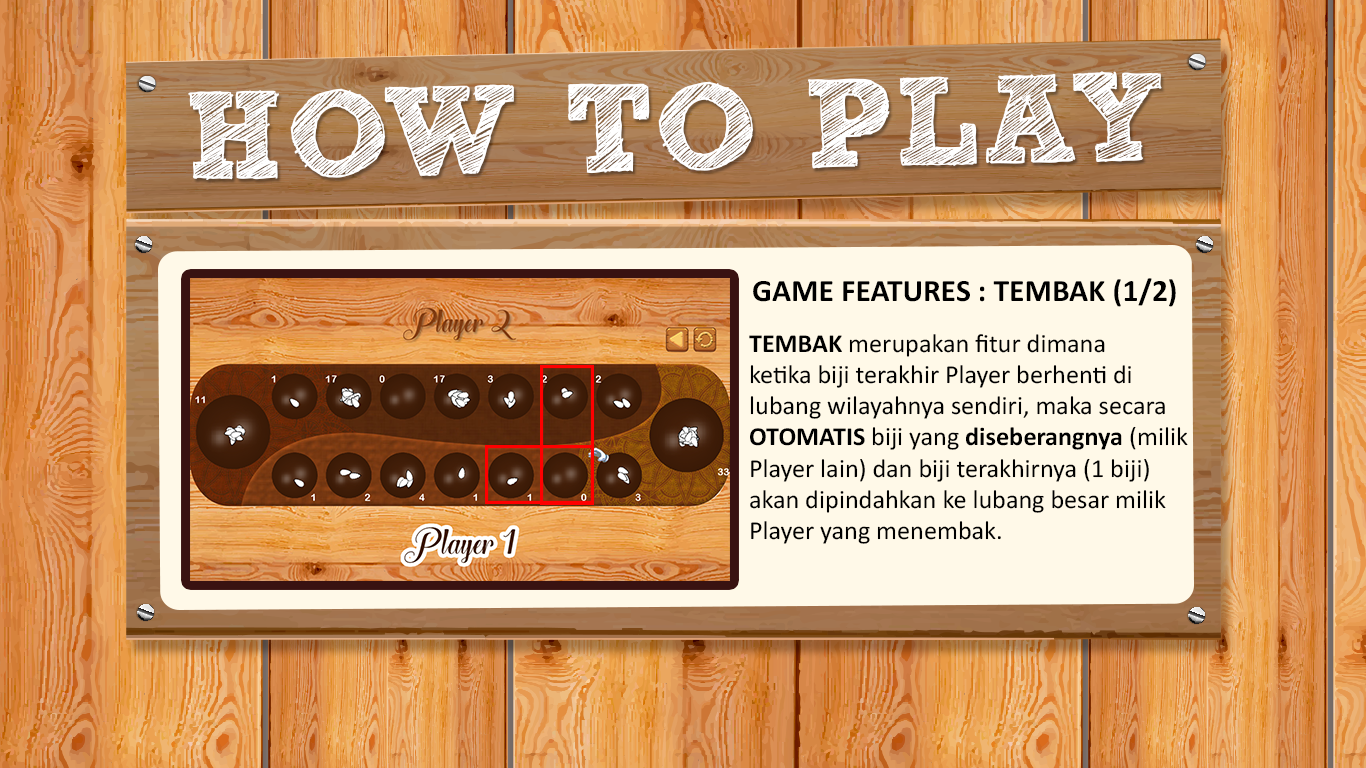 HOW TO PLAY
Player 2
1 17 0 17 3 2 2
11
33
1 2 4 1 1 0 3
Player 1
GAME FEATURES : TEMBAK (1/2)
TEMBAK merupakan fitur dimana
ketika biji terakhir Player berhenti di
lubang wilayahnya sendiri, maka secara
OTOMATIS biji yang diseberangnya (milik
Player lain) dan biji terakhirnya (1 biji)
akan dipindahkan ke lubang besar milik
Player yang menembak.